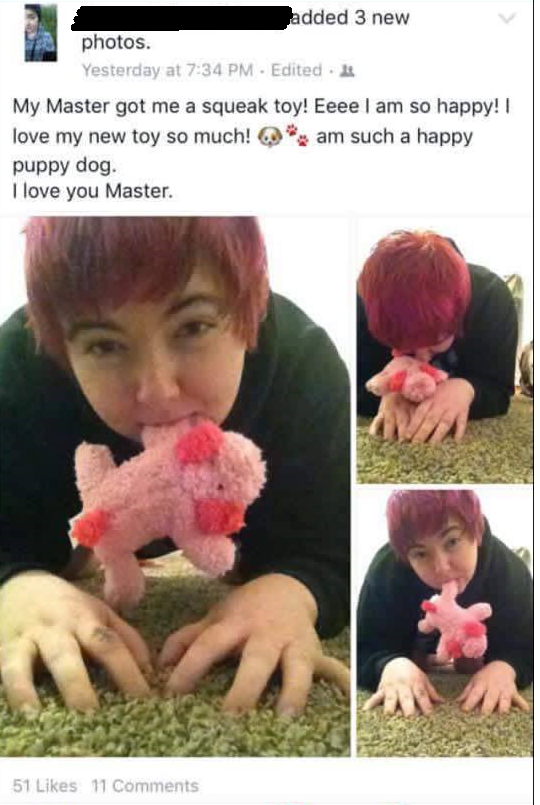 added 3 new
photos.
Yesterday at 7:34 PM · Edited ·
My Master got me a squeak toy! Eeee I am so happy! I
love my new toy so much! 🐶🐾 am such a happy
puppy dog.
I love you Master.
51 Likes 11 Comments